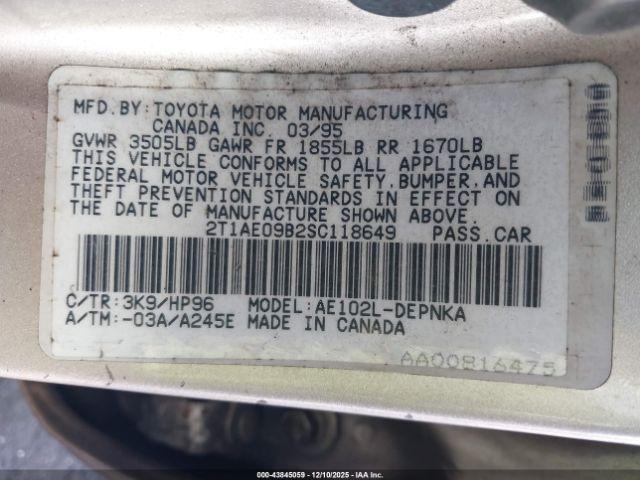 MFD.BY:TOYOTA MOTOR MANUFACTURING
CANADA INC. 03/95
GVWR 3505LB GAWR FR 1855LB RR 1670LB
THIS VEHICLE CONFORMS TO ALL APPLICABLE
FEDERAL MOTOR VEHICLE SAFETY,BUMPER,AND
THEFT PREVENTION STANDARDS IN EFFECT ON
THE DATE OF MANUFACTURE SHOWN ABOVE.
2T1AE09B2SC118649 PASS.CAR
C/TR:3K9/HP96 MODEL:AE102L-DEPNKA
A/TM:-03A/A245E MADE IN CANADA
AA00816475
000-43845059 | 12/10/2025 | IAA Inc.